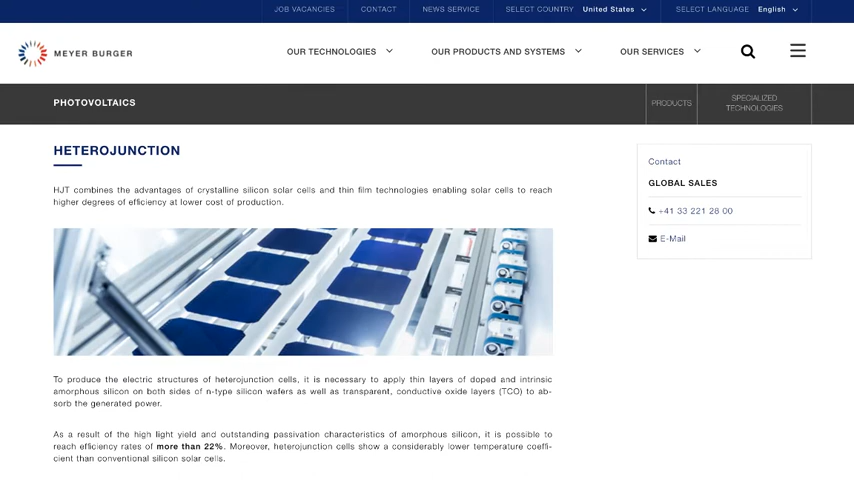 JOB VACANCIES CONTACT NEWS SERVICE SELECT COUNTRY United States SELECT LANGUAGE English
MEYER BURGER OUR TECHNOLOGIES OUR PRODUCTS AND SYSTEMS OUR SERVICES
PHOTOVOLTAICS
PRODUCTS
SPECIALIZED
TECHNOLOGIES
HETEROJUNCTION
HJT combines the advantages of crystalline silicon solar cells and thin film technologies enabling solar cells to reach
higher degrees of efficiency at lower cost of production.
Contact
GLOBAL SALES
+41 33 221 28 00
E-Mail
To produce the electric structures of heterojunction cells, it is necessary to apply thin layers of doped and intrinsic
amorphous silicon on both sides of n-type silicon wafers as well as transparent, conductive oxide layers (TCO) to ab-
sorb the generated power.
As a result of the high light yield and outstanding passivation characteristics of amorphous silicon, it is possible to
reach efficiency rates of more than 22%. Moreover, heterojunction cells show a considerably lower temperature coeffi-
cient than conventional silicon solar cells.